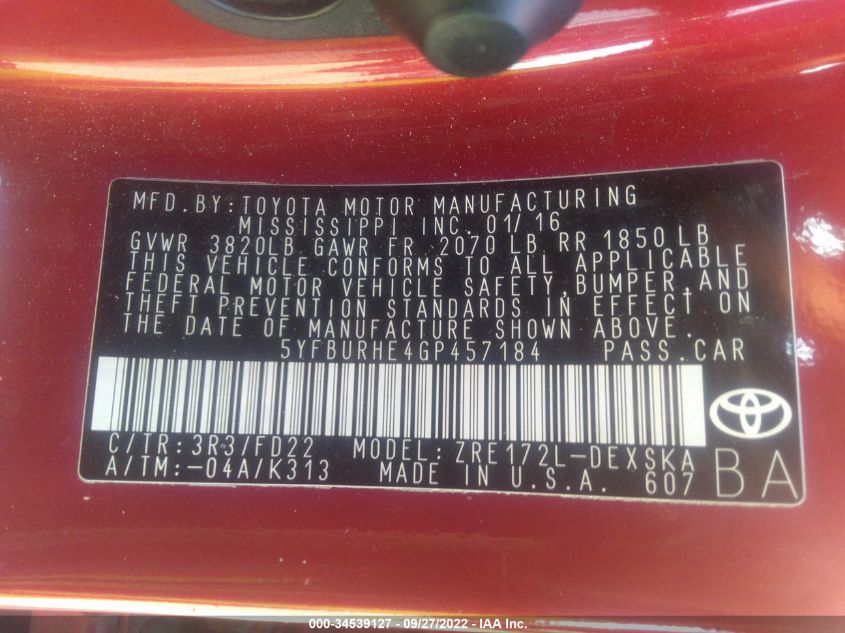 MFD.BY:TOYOTA MOTOR MANUFACTURING
MISSISSIPPI INC. 01/16
GVWR 3820LB GAWR FR 2070 LB RR 1850 LB
THIS VEHICLE CONFORMS TO ALL APPLICABLE
FEDERAL MOTOR VEHICLE SAFETY,BUMPER,AND
THEFT PREVENTION STANDARDS IN EFFECT ON
THE DATE OF MANUFACTURE SHOWN ABOVE.
5YFBURHE4GP457184 PASS.CAR
C/TR:3R3/FD22 MODEL:ZRE172L-DEXSKA
A/TM:-04A/K313 MADE IN U.S.A. 607 BA
000-34539127 - 09/27/2022 - IAA Inc.